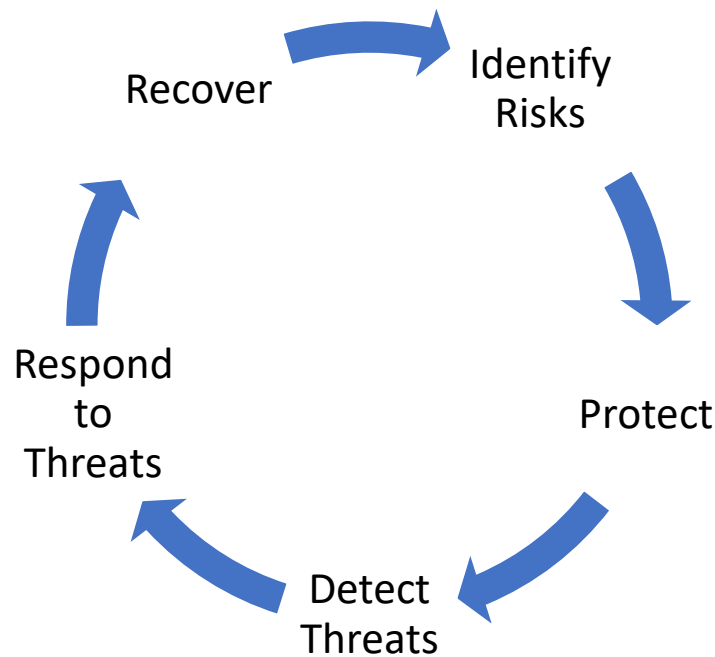 Identify
Risks
Protect
Detect
Threats
Respond
to
Threats
Recover